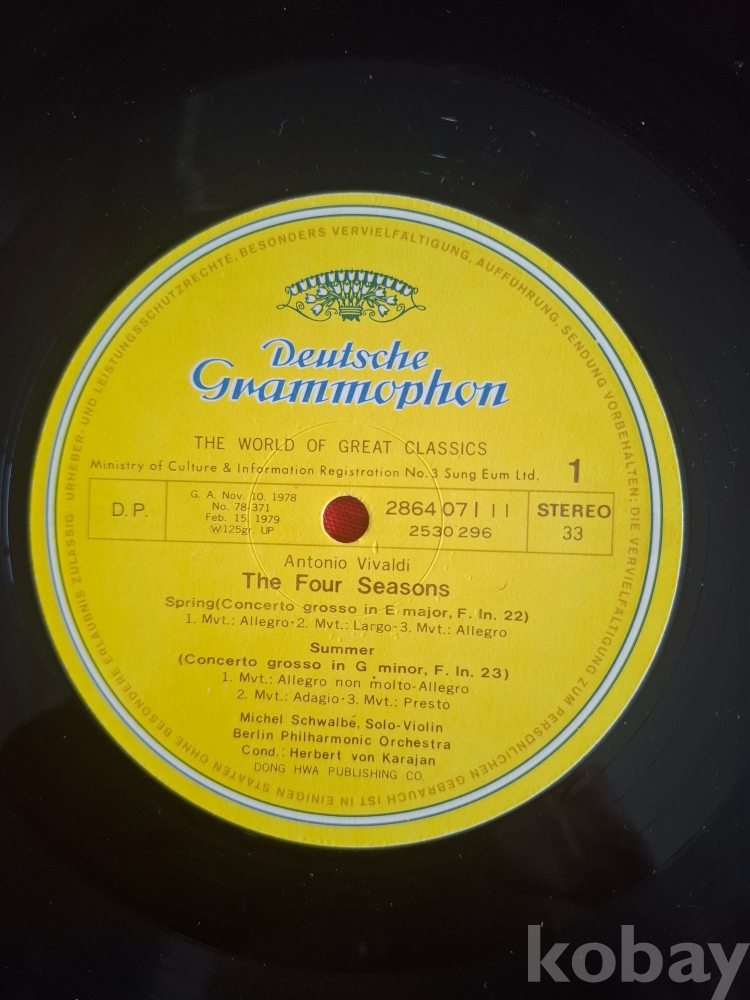 URHEBER- UND LEISTUNGSSCHUTZRECHTE, BESONDERS VERVIELFÄLTIGUNG, AUFFÜHRUNG, SENDUNG VORBEHALTEN; DIE VERVIELFÄLTIGUNG ZUM PERSÖNLICHEN GEBRAUCH IST IN EINIGEN STAATEN OHNE BESONDERE ERLAUBNIS ZULÄSSIG
Deutsche
Grammophon
THE WORLD OF GREAT CLASSICS
Ministry of Culture & Information Registration No.3 Sung Eum Ltd.
1
D.P.
G. A. Nov. 10. 1978
No. 78-371
Feb. 15. 1979
Ⓦ125gr. UP
2864 071 III
2530 296
STEREO
33
Antonio Vivaldi
The Four Seasons
Spring(Concerto grosso in E major, F. In. 22)
1. Mvt.: Allegro·2. Mvt.: Largo·3. Mvt.: Allegro
Summer
(Concerto grosso in G minor, F. In. 23)
1. Mvt.: Allegro non molto-Allegro
2. Mvt.: Adagio·3. Mvt.: Presto
Michel Schwalbé, Solo-Violin
Berlin Philharmonic Orchestra
Cond.: Herbert von Karajan
DONG HWA PUBLISHING CO.
kobay